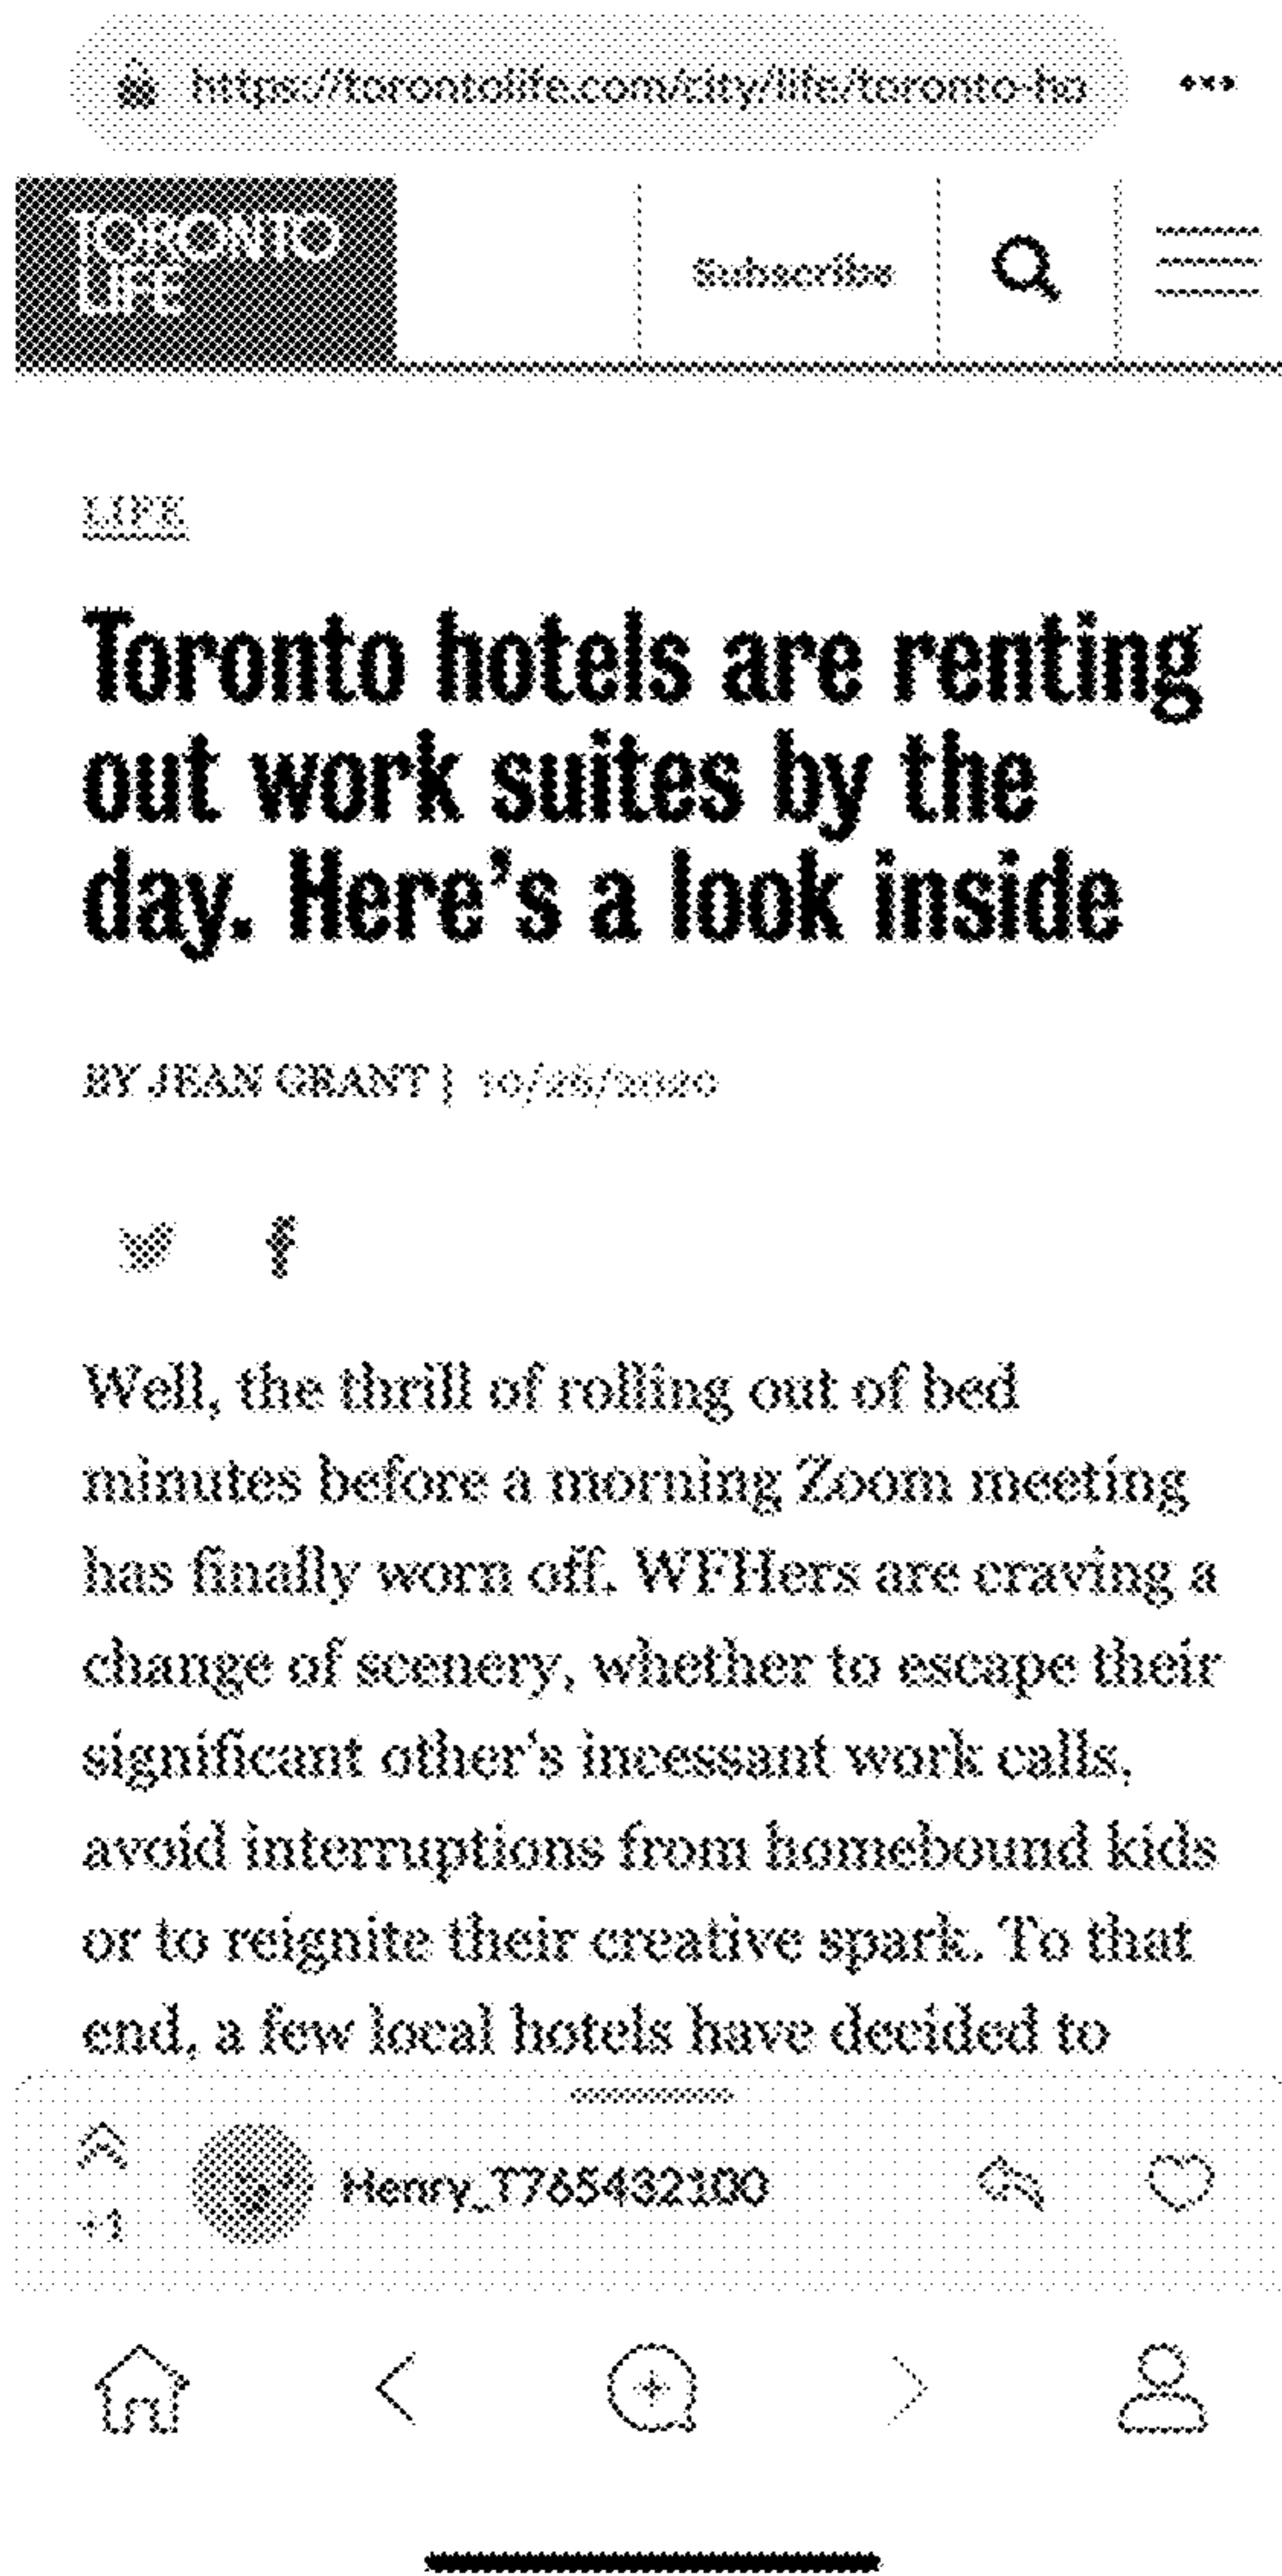 https://torontolife.com/city/life/toronto-ho
TORONTO
LIFE
Subscribe
LIFE
Toronto hotels are renting
out work suites by the
day. Here’s a look inside
BY JEAN GRANT | 10/26/2020
Well, the thrill of rolling out of bed
minutes before a morning Zoom meeting
has finally worn off. WFHers are craving a
change of scenery, whether to escape their
significant other's incessant work calls,
avoid interruptions from homebound kids
or to reignite their creative spark. To that
end, a few local hotels have decided to
Henry_T765432100
+1